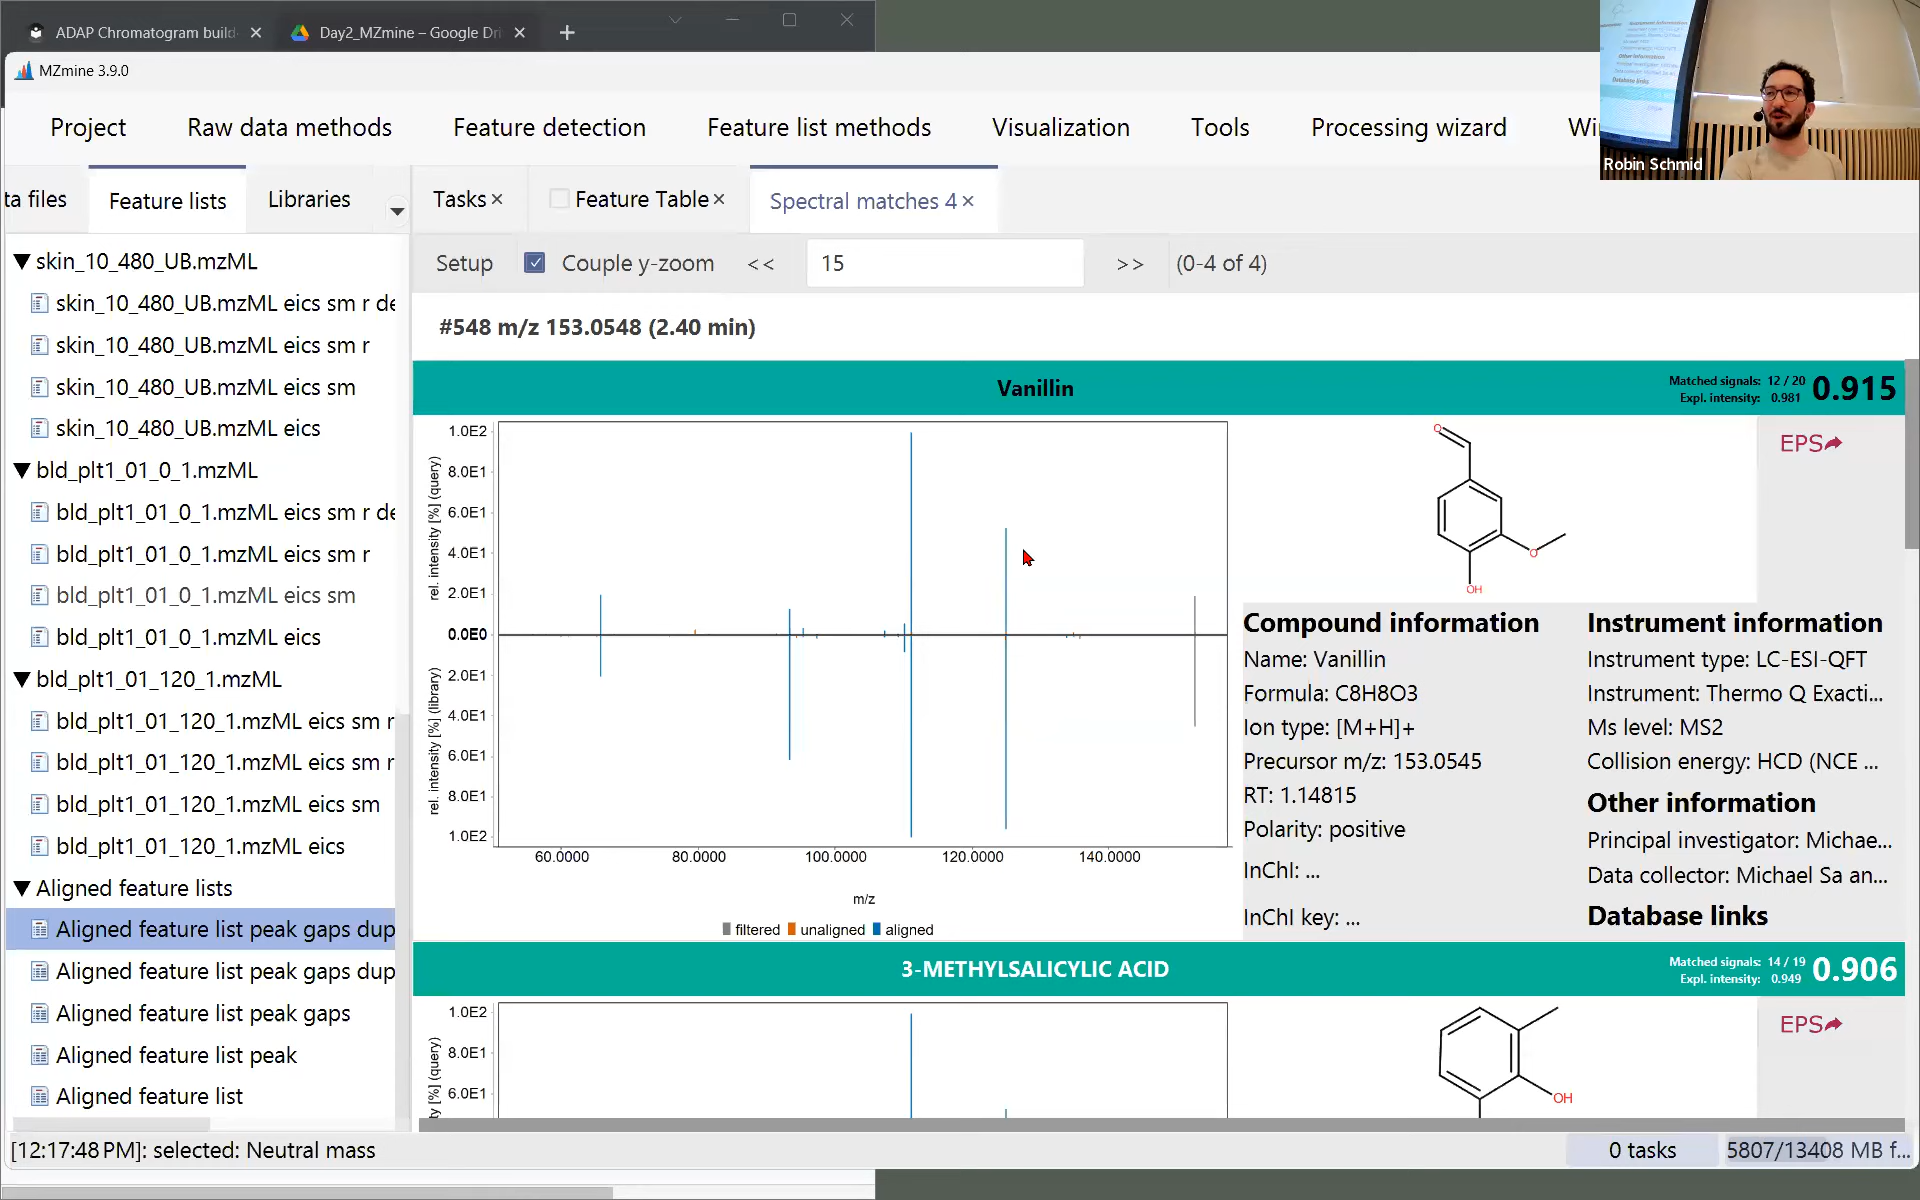 ADAP Chromatogram build
Day2_MZmine – Google Dri
MZmine 3.9.0
Project
Raw data methods
Feature detection
Feature list methods
Visualization
Tools
Processing wizard
Wi
Robin Schmid
ta files
Feature lists
Libraries
Tasks
Feature Table
Spectral matches 4
Setup
Couple y-zoom
<<
15
>>
(0-4 of 4)
skin_10_480_UB.mzML
skin_10_480_UB.mzML eics sm r de
skin_10_480_UB.mzML eics sm r
skin_10_480_UB.mzML eics sm
skin_10_480_UB.mzML eics
bld_plt1_01_0_1.mzML
bld_plt1_01_0_1.mzML eics sm r de
bld_plt1_01_0_1.mzML eics sm r
bld_plt1_01_0_1.mzML eics sm
bld_plt1_01_0_1.mzML eics
bld_plt1_01_120_1.mzML
bld_plt1_01_120_1.mzML eics sm r
bld_plt1_01_120_1.mzML eics sm r
bld_plt1_01_120_1.mzML eics sm
bld_plt1_01_120_1.mzML eics
Aligned feature lists
Aligned feature list peak gaps dup
Aligned feature list peak gaps dup
Aligned feature list peak gaps
Aligned feature list peak
Aligned feature list
#548 m/z 153.0548 (2.40 min)
Vanillin
Matched signals: 12 / 20
Expl. intensity: 0.981
0.915
rel. intensity [%] (query)
rel. intensity [%] (library)
1.0E2
8.0E1
6.0E1
4.0E1
2.0E1
0.0E0
2.0E1
4.0E1
6.0E1
8.0E1
1.0E2
60.0000
80.0000
100.0000
120.0000
140.0000
m/z
filtered
unaligned
aligned
O
O
OH
EPS
Compound information
Name: Vanillin
Formula: C8H8O3
Ion type: [M+H]+
Precursor m/z: 153.0545
RT: 1.14815
Polarity: positive
InChI: ...
InChI key: ...
Instrument information
Instrument type: LC-ESI-QFT
Instrument: Thermo Q Exacti...
Ms level: MS2
Collision energy: HCD (NCE ...
Other information
Principal investigator: Michae...
Data collector: Michael Sa an...
Database links
3-METHYLSALICYLIC ACID
Matched signals: 14 / 19
Expl. intensity: 0.949
0.906
ty [%] (query)
1.0E2
8.0E1
6.0E1
OH
EPS
[12:17:48 PM]: selected: Neutral mass
0 tasks
5807/13408 MB f...